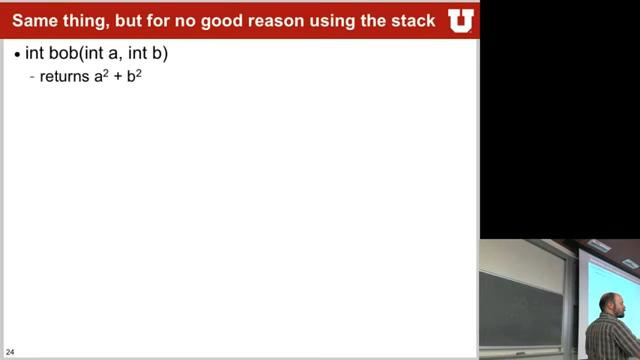 Same thing, but for no good reason using the stack
U
• int bob(int a, int b)
- returns a² + b²
24